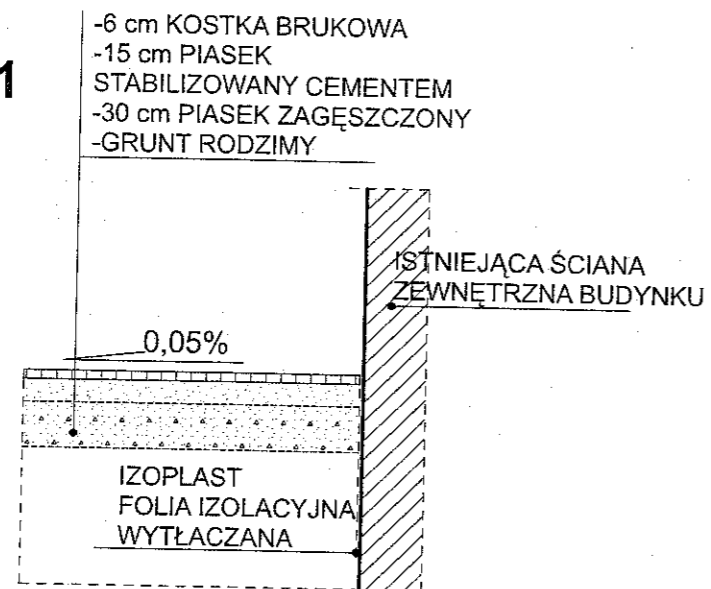 -6 cm KOSTKA BRUKOWA
1
-15 cm PIASEK
STABILIZOWANY CEMENTEM
-30 cm PIASEK ZAGĘSZCZONY
-GRUNT RODZIMY
ISTNIEJĄCA ŚCIANA
ZEWNĘTRZNA BUDYNKU
0,05%
IZOPLAST
FOLIA IZOLACYJNA
WYTŁACZANA